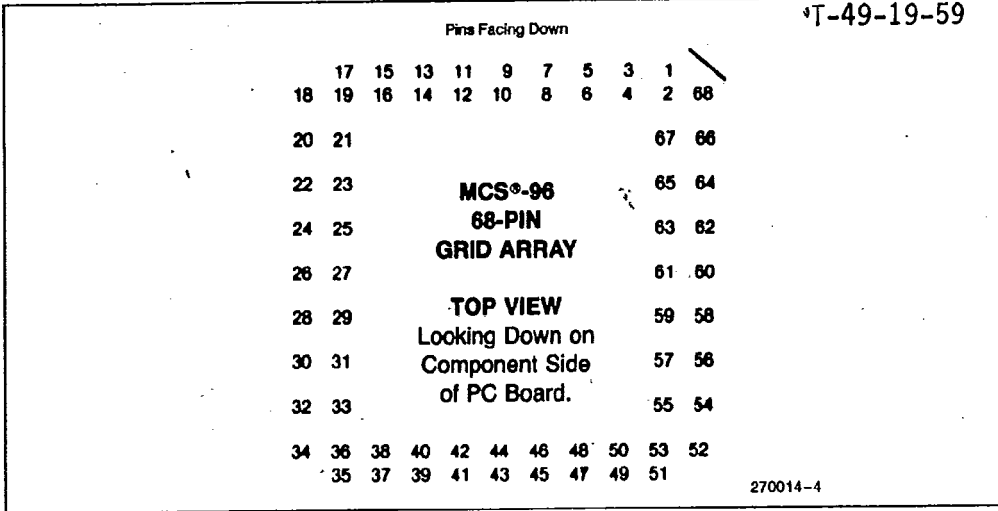 T-49-19-59
Pins Facing Down
17 15 13 11 9 7 5 3 1
18 19 16 14 12 10 8 6 4 2 68
20 21 67 66
22 23 65 64
24 25 63 62
26 27 61 60
28 29 59 58
30 31 57 56
32 33 55 54
34 36 38 40 42 44 46 48 50 53 52
35 37 39 41 43 45 47 49 51
MCS®-96
68-PIN
GRID ARRAY
TOP VIEW
Looking Down on
Component Side
of PC Board.
270014-4